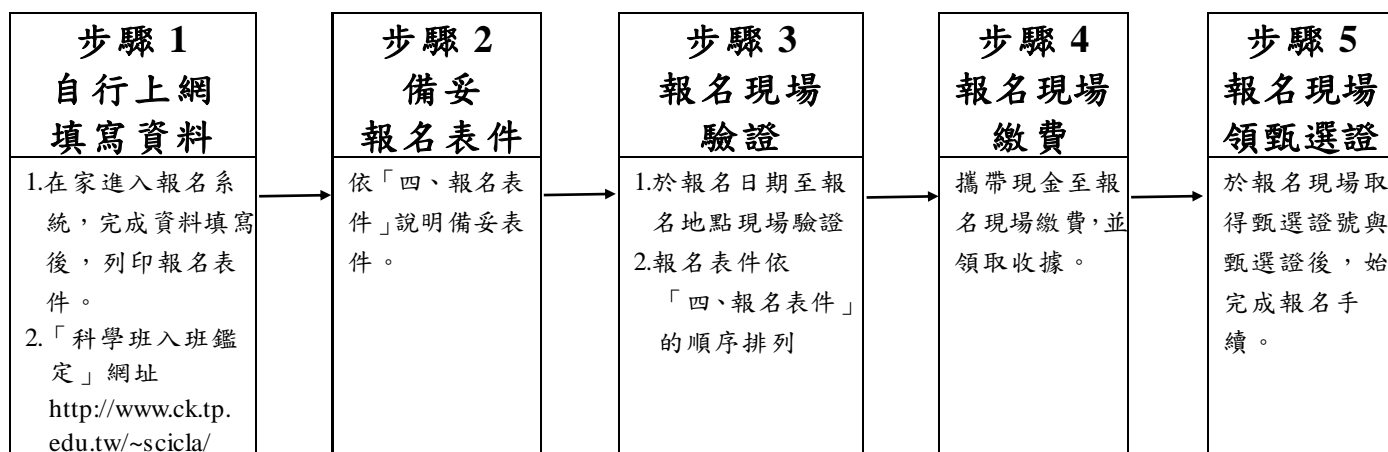 步驟 1
自行上網
填寫資料
1.在家進入報名系
統，完成資料填寫
後，列印報名表
件。
2.「科學班入班鑑
定」網址
http://www.ck.tp.
edu.tw/~scicla/
步驟 2
備妥
報名表件
依「四、報名表
件」說明備妥表
件。
步驟 3
報名現場
驗證
1.於報名日期至報
名地點現場驗證
2.報名表件依
「四、報名表件」
的順序排列
步驟 4
報名現場
繳費
攜帶現金至報
名現場繳費，並
領取收據。
步驟 5
報名現場
領甄選證
於報名現場取
得甄選證號與
甄選證後，始
完成報名手
續。